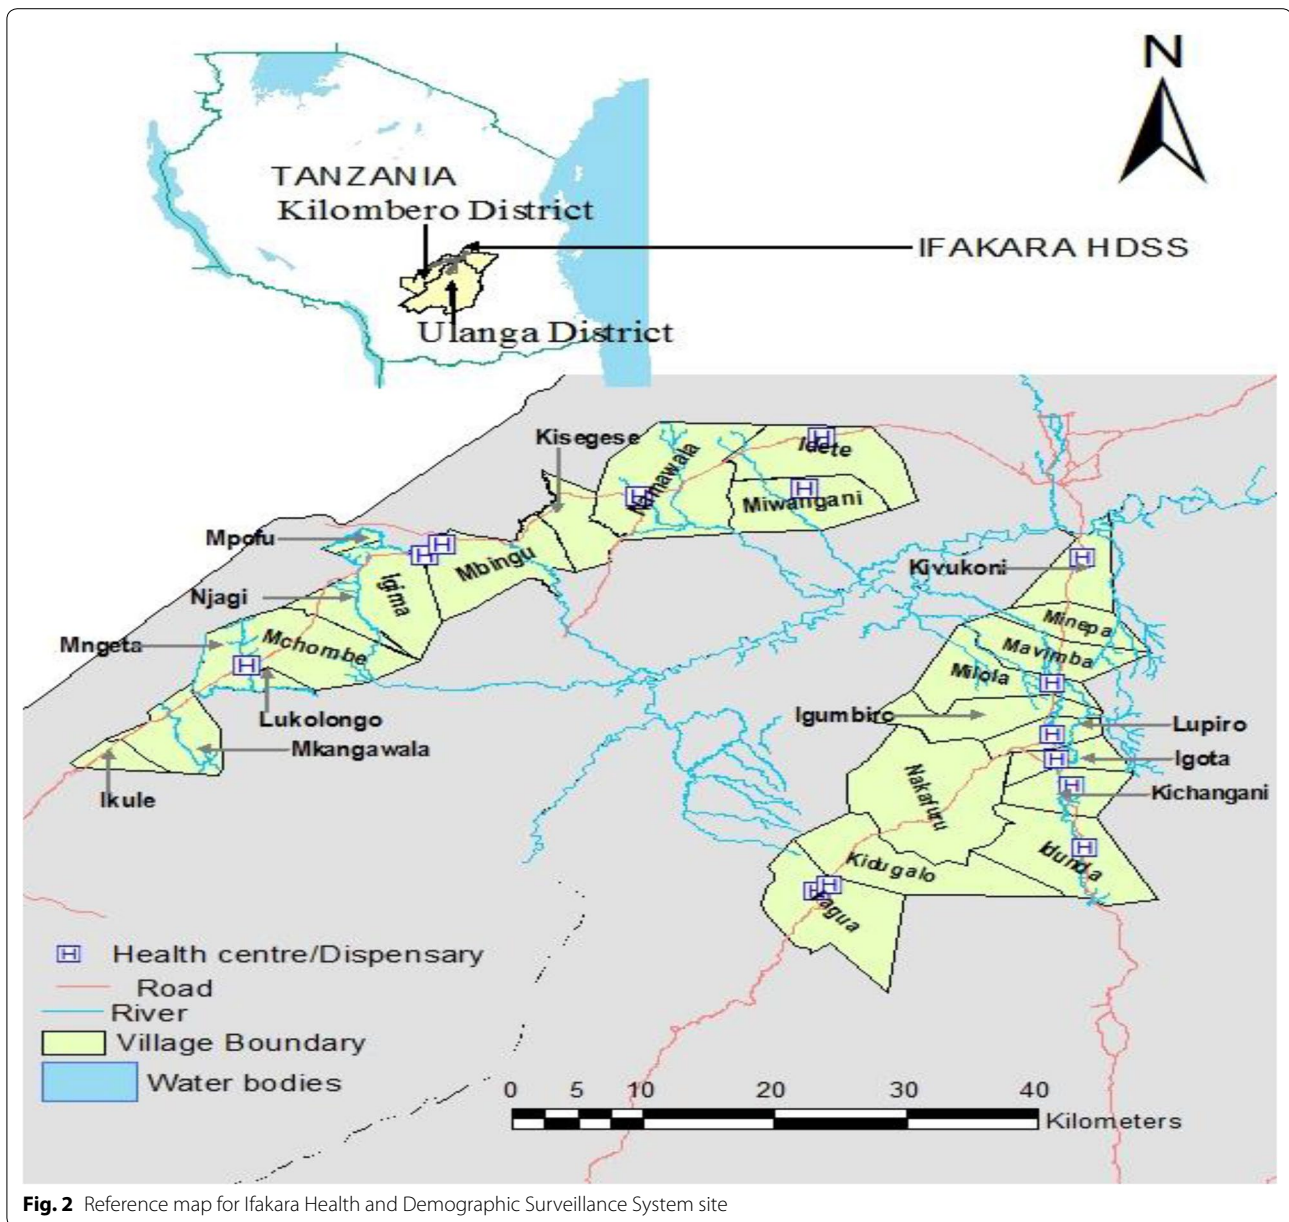 N
TANZANIA
Kilombero District
IFAKARA HDSS
Ulanga District
Kisegese
Idete
Miwangani
Mpofu
Mbingu
Igima
Njagi
Kivukoni
Mngeta
Mchombe
Minepa
Mavimba
Milola
Lukolongo
Igumbiro
Lupiro
Mkangawala
Igota
Ikule
Nakafuru
Kichangani
Kidugalo
Idunda
H Health centre/Dispensary
Road
River
Village Boundary
Water bodies
0 5 10 20 30 40
Kilometers
Fig. 2 Reference map for Ifakara Health and Demographic Surveillance System site